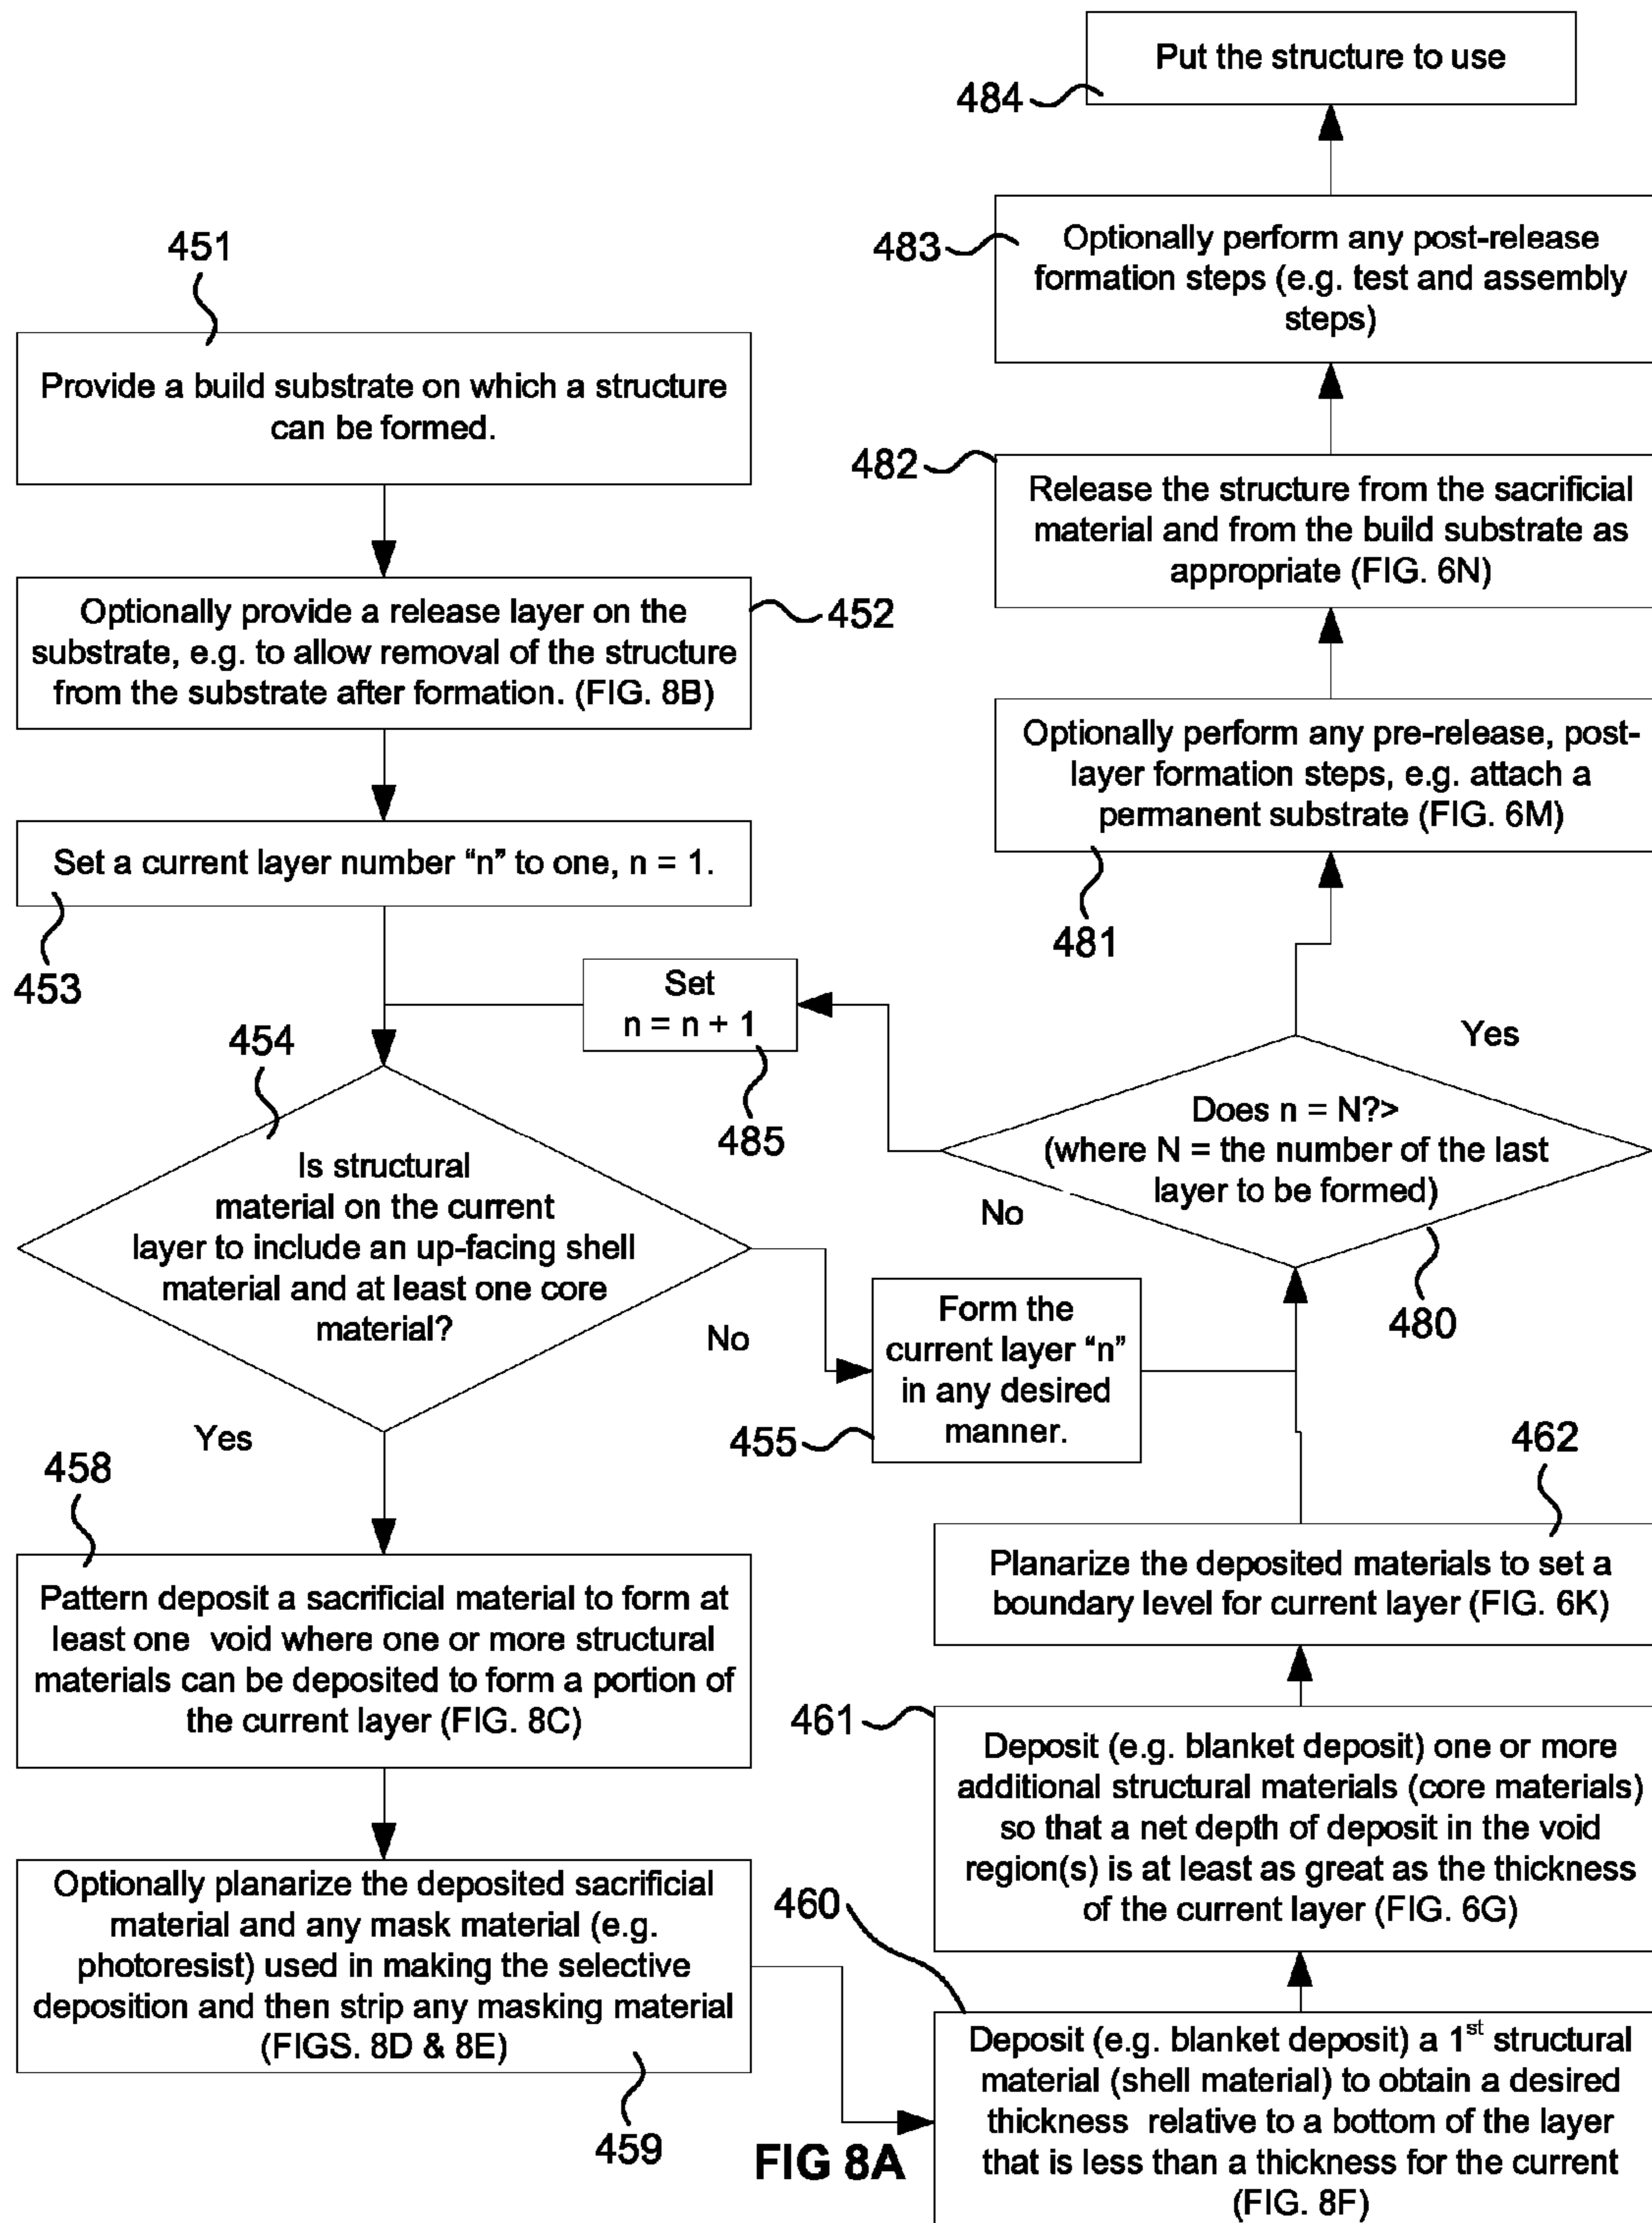 451
Provide a build substrate on which a structure
can be formed.
Optionally provide a release layer on the
substrate, e.g. to allow removal of the structure
from the substrate after formation. (FIG. 8B)
452
Set a current layer number “n” to one, n = 1.
453
454
Is structural
material on the current
layer to include an up-facing shell
material and at least one core
material?
No
Yes
Form the
current layer “n”
in any desired
manner.
455
458
Pattern deposit a sacrificial material to form at
least one void where one or more structural
materials can be deposited to form a portion of
the current layer (FIG. 8C)
Optionally planarize the deposited sacrificial
material and any mask material (e.g.
photoresist) used in making the selective
deposition and then strip any masking material
(FIGS. 8D & 8E)
459
460
Deposit (e.g. blanket deposit) a 1st structural
material (shell material) to obtain a desired
thickness relative to a bottom of the layer
that is less than a thickness for the current
(FIG. 8F)
461
Deposit (e.g. blanket deposit) one or more
additional structural materials (core materials)
so that a net depth of deposit in the void
region(s) is at least as great as the thickness
of the current layer (FIG. 6G)
462
Planarize the deposited materials to set a
boundary level for current layer (FIG. 6K)
Does n = N?>
(where N = the number of the last
layer to be formed)
480
No
Yes
Set
n = n + 1
485
Optionally perform any pre-release, post-
layer formation steps, e.g. attach a
permanent substrate (FIG. 6M)
481
482
Release the structure from the sacrificial
material and from the build substrate as
appropriate (FIG. 6N)
483
Optionally perform any post-release
formation steps (e.g. test and assembly
steps)
484
Put the structure to use
FIG 8A